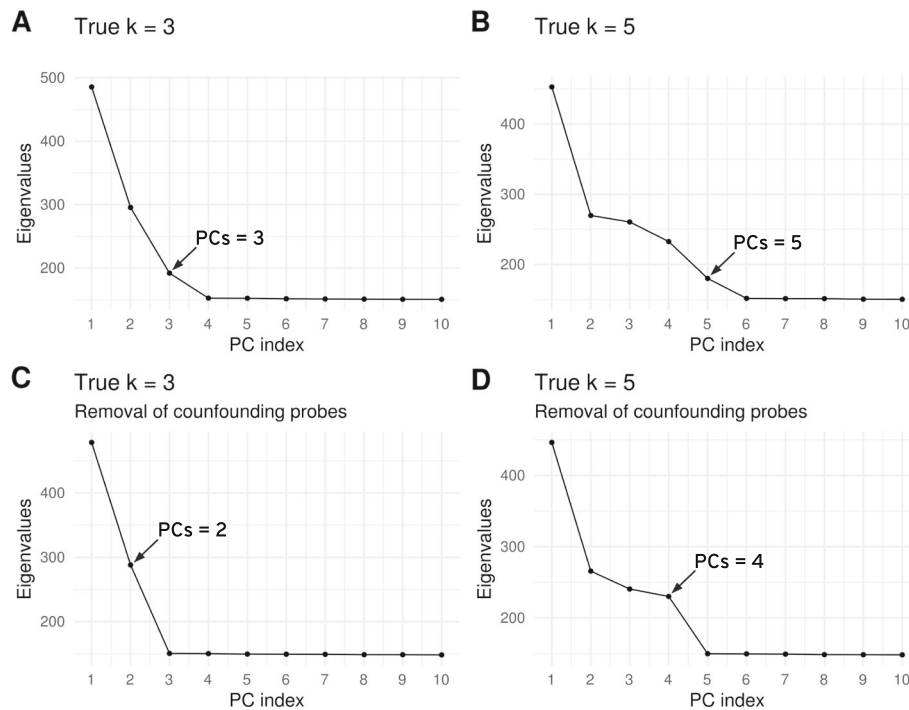 A
True k = 3
500
400
300
200
Eigenvalues
PCs = 3
1 2 3 4 5 6 7 8 9 10
PC index
B
True k = 5
400
300
200
Eigenvalues
PCs = 5
1 2 3 4 5 6 7 8 9 10
PC index
C
True k = 3
Removal of counfounding probes
400
300
200
Eigenvalues
PCs = 2
1 2 3 4 5 6 7 8 9 10
PC index
D
True k = 5
Removal of counfounding probes
400
300
200
Eigenvalues
PCs = 4
1 2 3 4 5 6 7 8 9 10
PC index